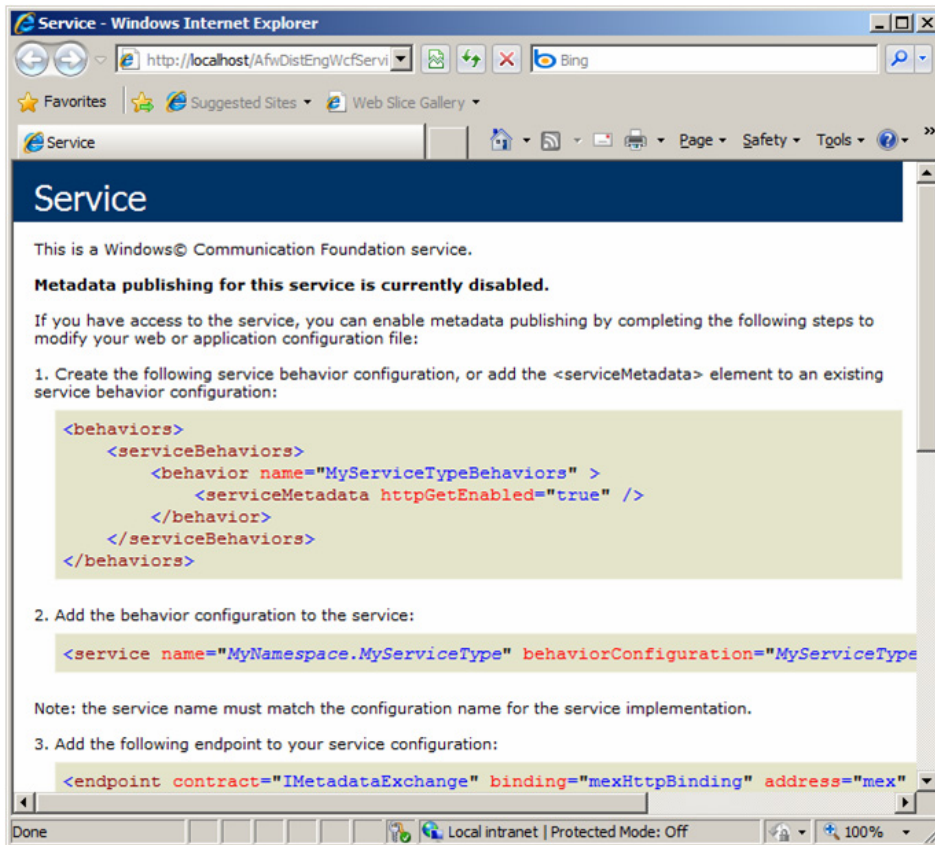 Service - Windows Internet Explorer
http://localhost/AfwDistEngWcfServi
Bing
Favorites Suggested Sites Web Slice Gallery
Service Page Safety Tools »
Service
This is a Windows© Communication Foundation service.
Metadata publishing for this service is currently disabled.
If you have access to the service, you can enable metadata publishing by completing the following steps to
modify your web or application configuration file:
1. Create the following service behavior configuration, or add the <serviceMetadata> element to an existing
service behavior configuration:
<behaviors>
<serviceBehaviors>
<behavior name="MyServiceTypeBehaviors" >
<serviceMetadata httpGetEnabled="true" />
</behavior>
</serviceBehaviors>
</behaviors>
2. Add the behavior configuration to the service:
<service name="MyNamespace.MyServiceType" behaviorConfiguration="MyServiceType
Note: the service name must match the configuration name for the service implementation.
3. Add the following endpoint to your service configuration:
<endpoint contract="IMetadataExchange" binding="mexHttpBinding" address="mex"
Done Local intranet | Protected Mode: Off 100%